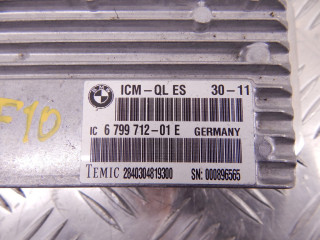 ICM-QL ES 30-11
IC 6 799 712-01 E GERMANY
TEMIC 2840304819300 SN: 000896565
F10